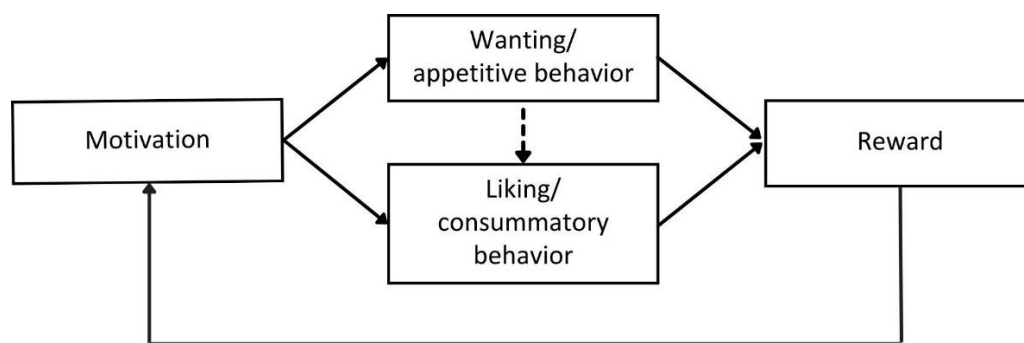 Wanting/
appetitive behavior
Motivation
Reward
Liking/
consummatory
behavior